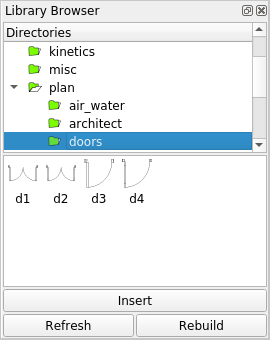 Library Browser
Directories
kinetics
misc
plan
air_water
architect
doors
d1 d2 d3 d4
Insert
Refresh Rebuild